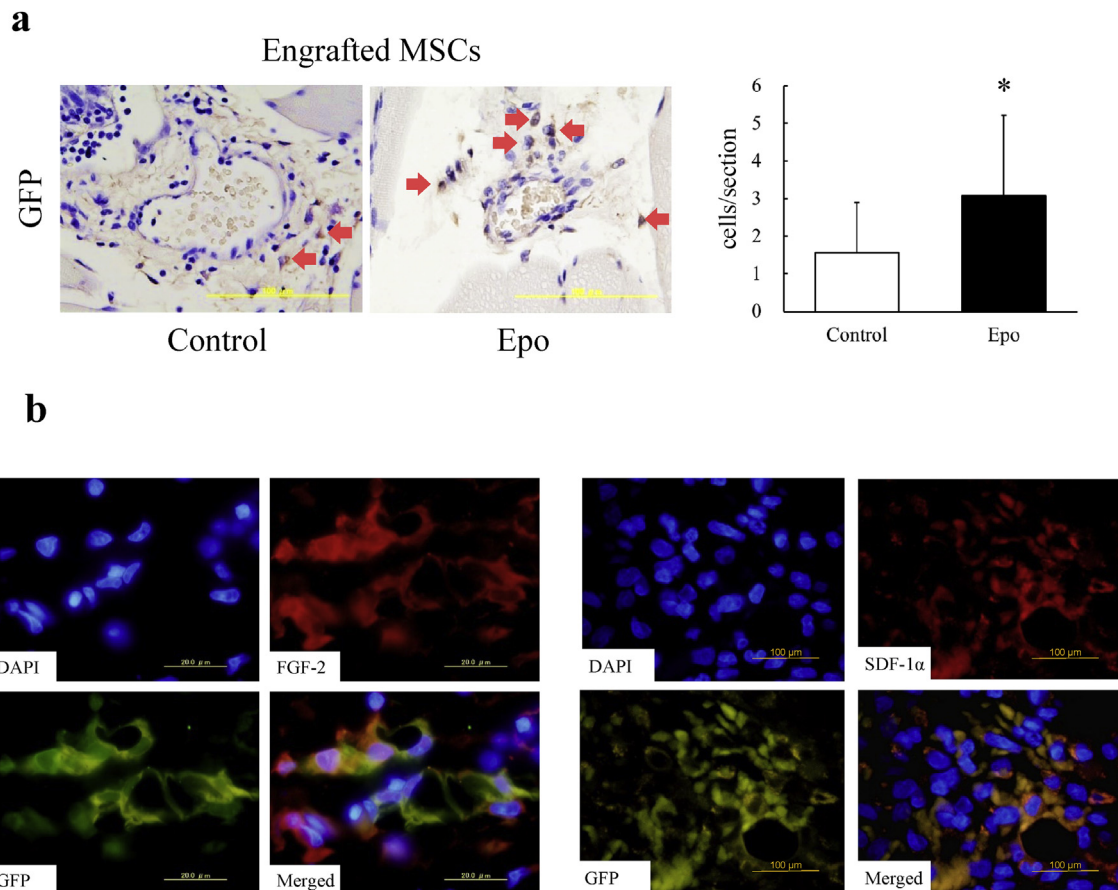 a
Engrafted MSCs
GFP
100 μm
Control
Epo
*
6
5
4
3
2
1
0
cells/section
Control
Epo
b
DAPI
20.0 μm
FGF-2
20.0 μm
DAPI
100 μm
SDF-1α
100 μm
GFP
20.0 μm
Merged
20.0 μm
GFP
100 μm
Merged
100 μm